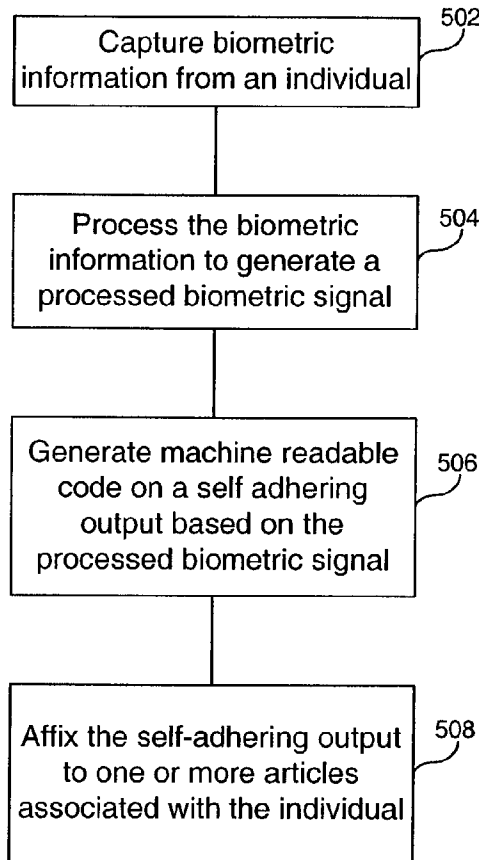 Capture biometric
information from an individual
502
Process the biometric
information to generate a
processed biometric signal
504
Generate machine readable
code on a self adhering
output based on the
processed biometric signal
506
Affix the self-adhering output
to one or more articles
associated with the individual
508